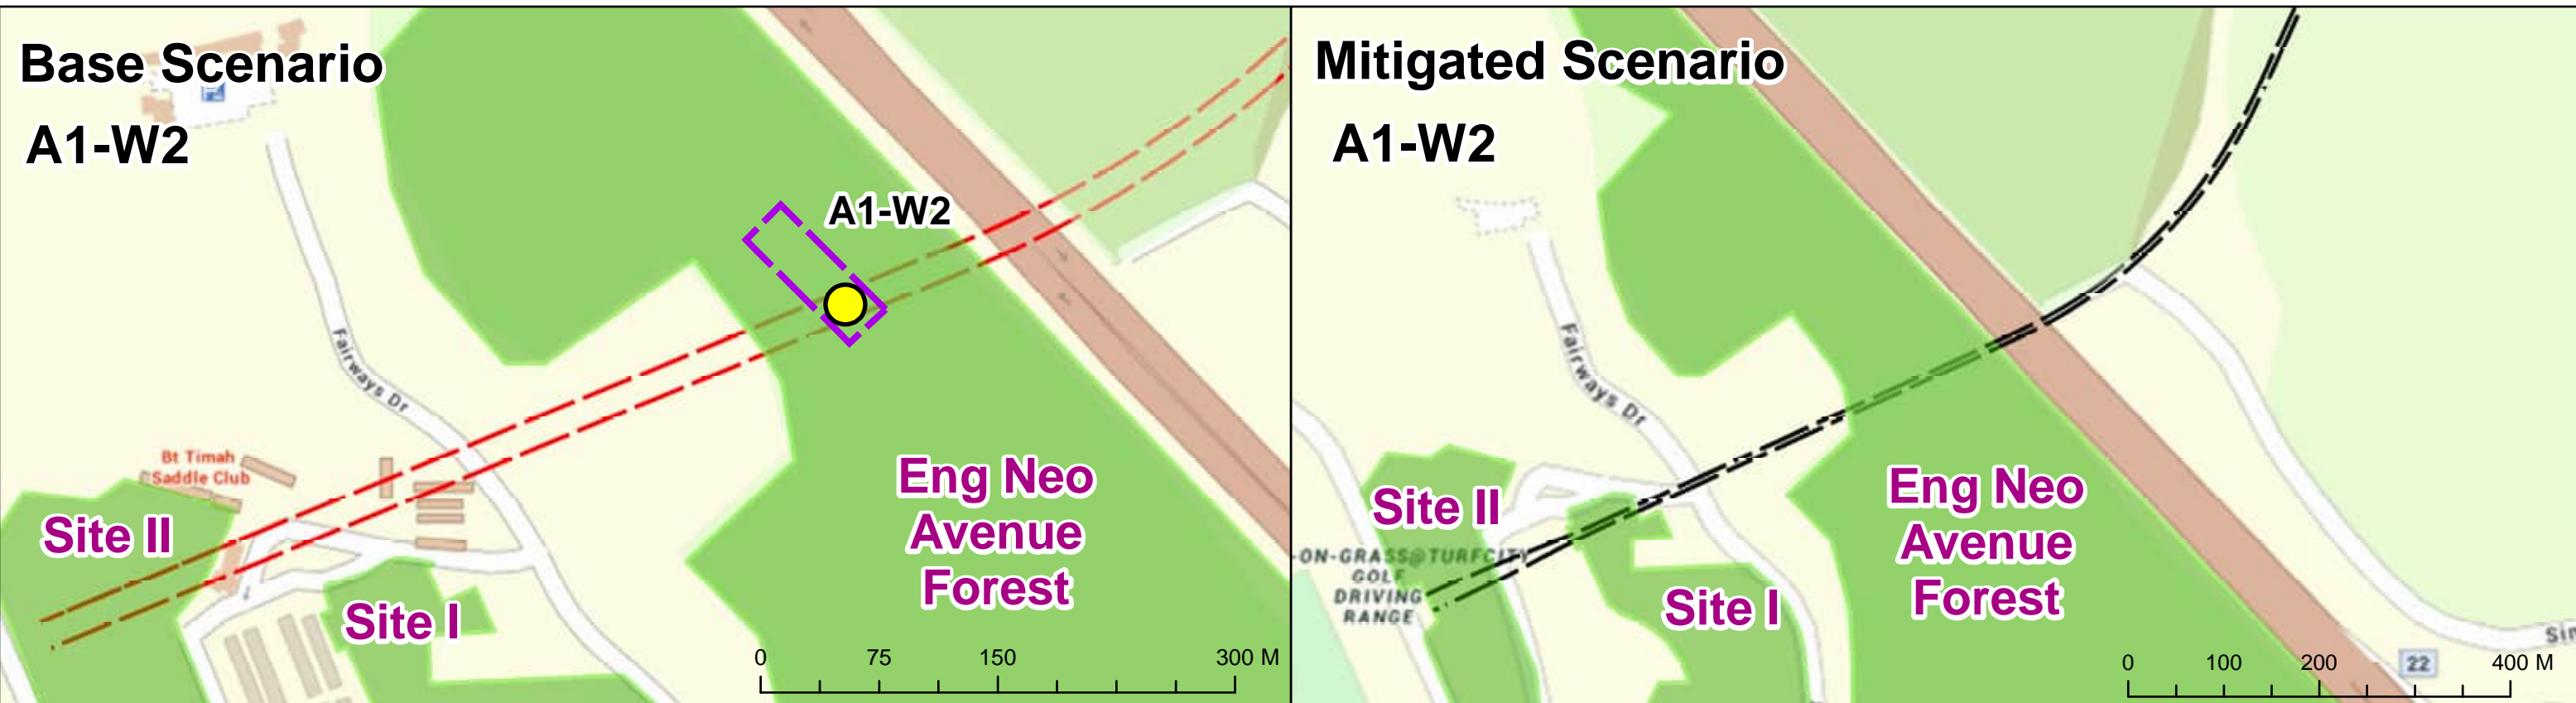 Base Scenario
A1-W2
A1-W2
Fairways Dr
Bt Timah
Saddle Club
Site II
Site I
Eng Neo
Avenue
Forest
0 75 150 300 M
Mitigated Scenario
A1-W2
Fairways Dr
Site II
-ON-GRASS@TURFCITY
GOLF
DRIVING
RANGE
Site I
Eng Neo
Avenue
Forest
Sin
22
0 100 200 400 M